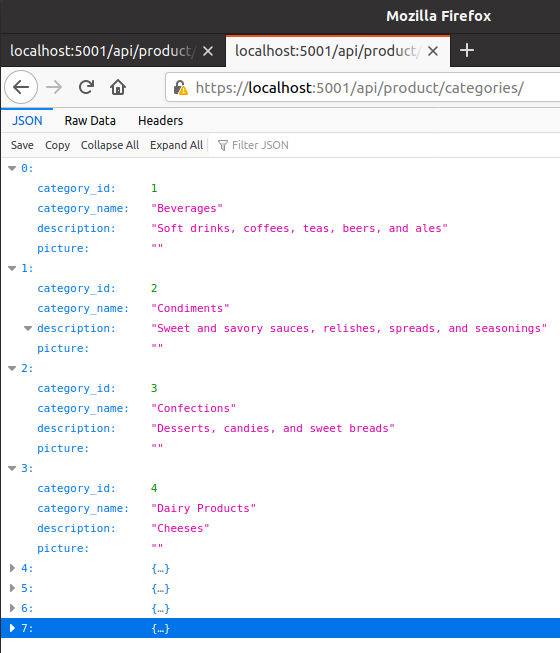 Mozilla Firefox
localhost:5001/api/product/ localhost:5001/api/product/
https://localhost:5001/api/product/categories/
JSON Raw Data Headers
Save Copy Collapse All Expand All Filter JSON
0:
category_id: 1
category_name: "Beverages"
description: "Soft drinks, coffees, teas, beers, and ales"
picture: ""
1:
category_id: 2
category_name: "Condiments"
description: "Sweet and savory sauces, relishes, spreads, and seasonings"
picture: ""
2:
category_id: 3
category_name: "Confections"
description: "Desserts, candies, and sweet breads"
picture: ""
3:
category_id: 4
category_name: "Dairy Products"
description: "Cheeses"
picture: ""
4: {…}
5: {…}
6: {…}
7: {…}